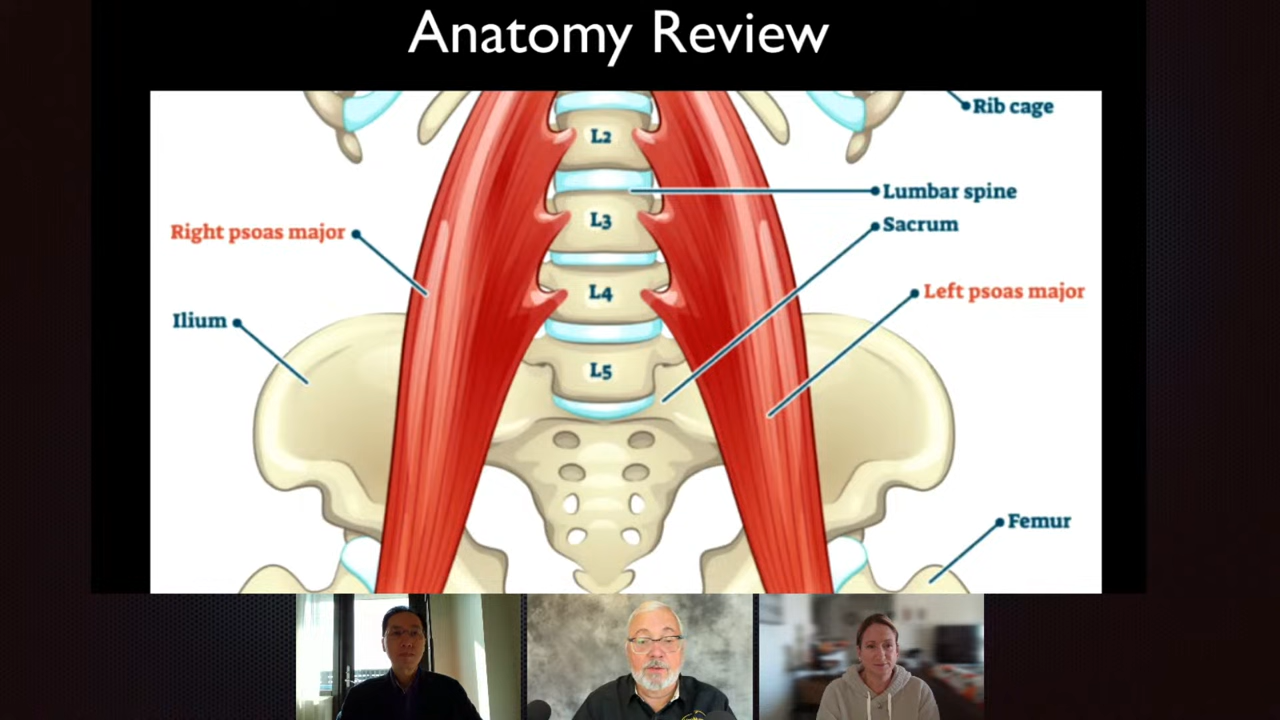 Anatomy Review
Rib cage
L2
Lumbar spine
L3
Sacrum
Right psoas major
Left psoas major
L4
Ilium
L5
Femur